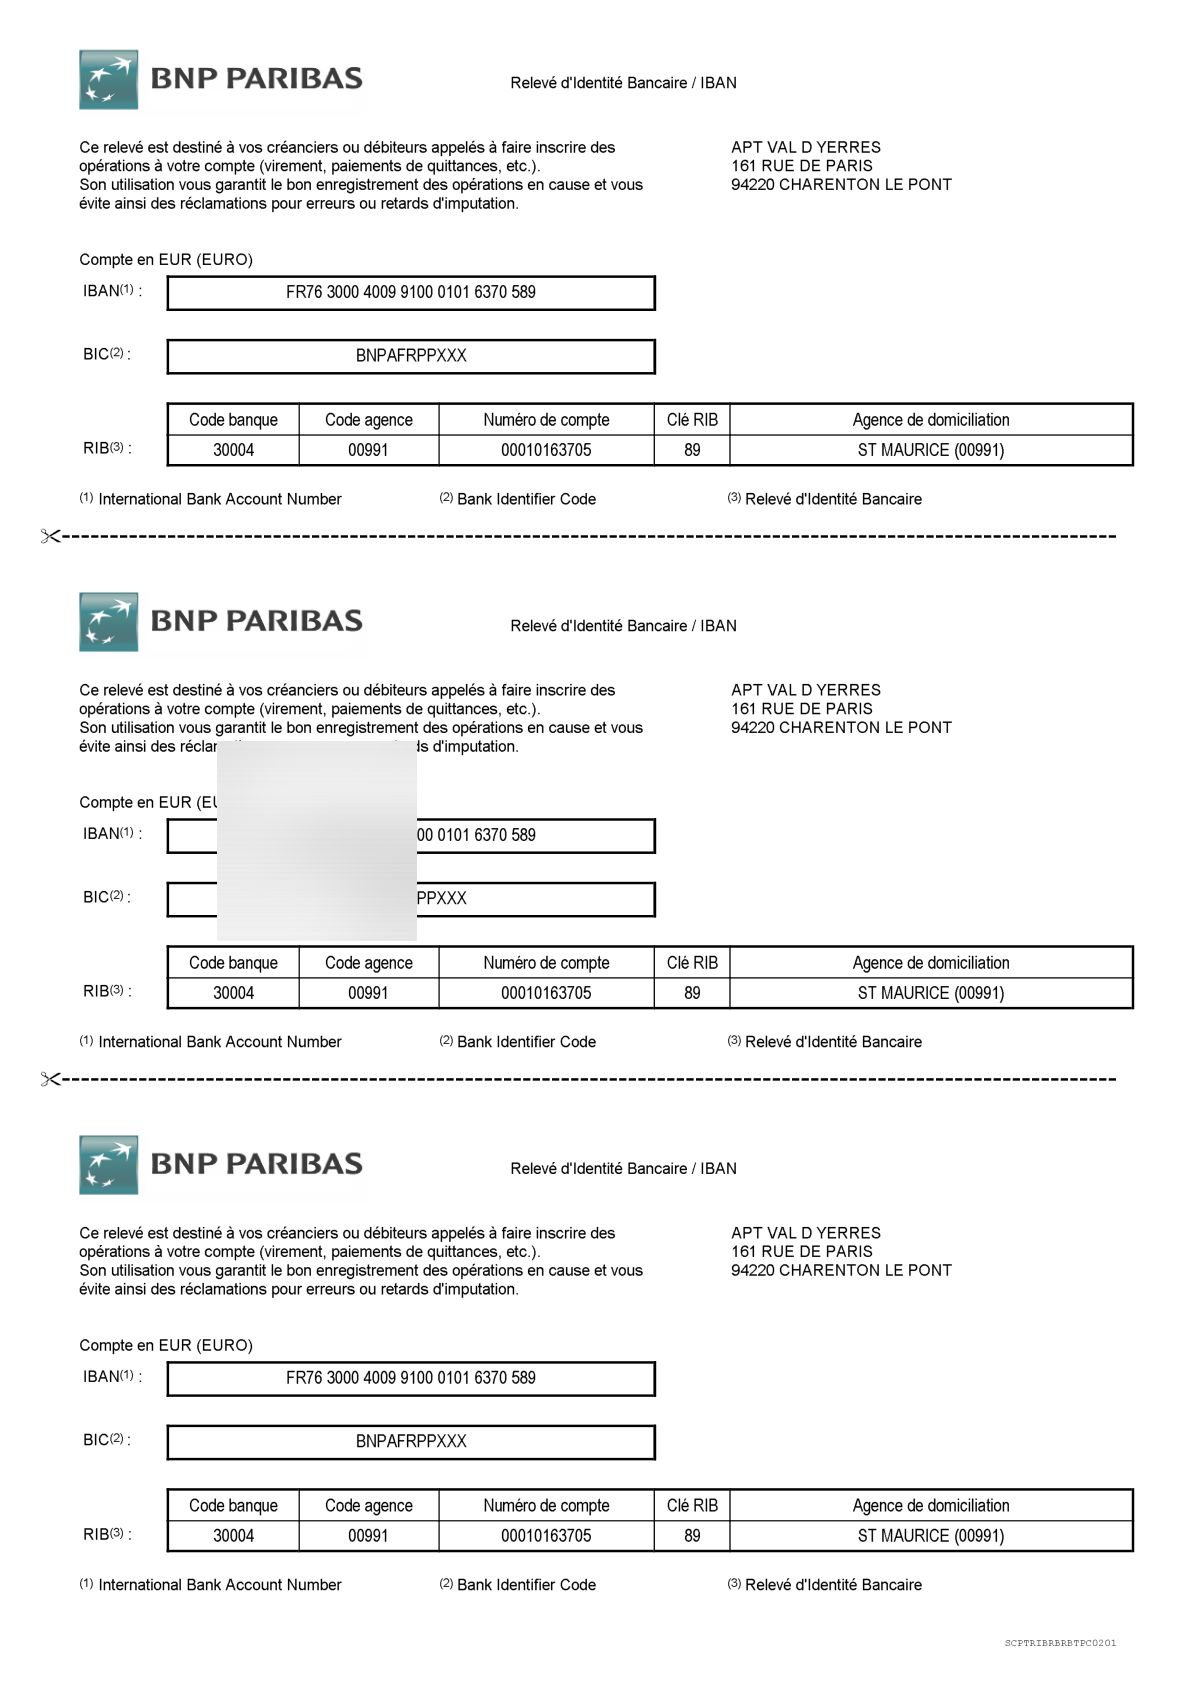 BNP PARIBAS
Relevé d'Identité Bancaire / IBAN
Ce relevé est destiné à vos créanciers ou débiteurs appelés à faire inscrire des
opérations à votre compte (virement, paiements de quittances, etc.).
Son utilisation vous garantit le bon enregistrement des opérations en cause et vous
évite ainsi des réclamations pour erreurs ou retards d'imputation.
APT VAL D YERRES
161 RUE DE PARIS
94220 CHARENTON LE PONT
Compte en EUR (EURO)
IBAN(1) : FR76 3000 4009 9100 0101 6370 589
BIC(2) : BNPAFRPPXXX
Code banque Code agence Numéro de compte Clé RIB Agence de domiciliation
RIB(3) : 30004 00991 00010163705 89 ST MAURICE (00991)
(1) International Bank Account Number (2) Bank Identifier Code (3) Relevé d'Identité Bancaire
BNP PARIBAS
Relevé d'Identité Bancaire / IBAN
Ce relevé est destiné à vos créanciers ou débiteurs appelés à faire inscrire des
opérations à votre compte (virement, paiements de quittances, etc.).
Son utilisation vous garantit le bon enregistrement des opérations en cause et vous
évite ainsi des d'imputation.
APT VAL D YERRES
161 RUE DE PARIS
94220 CHARENTON LE PONT
Compte en EUR
IBAN(1) : 00 0101 6370 589
BIC(2) : PPXXX
Code banque Code agence Numéro de compte Clé RIB Agence de domiciliation
RIB(3) : 30004 00991 00010163705 89 ST MAURICE (00991)
(1) International Bank Account Number (2) Bank Identifier Code (3) Relevé d'Identité Bancaire
BNP PARIBAS
Relevé d'Identité Bancaire / IBAN
Ce relevé est destiné à vos créanciers ou débiteurs appelés à faire inscrire des
opérations à votre compte (virement, paiements de quittances, etc.).
Son utilisation vous garantit le bon enregistrement des opérations en cause et vous
évite ainsi des réclamations pour erreurs ou retards d'imputation.
APT VAL D YERRES
161 RUE DE PARIS
94220 CHARENTON LE PONT
Compte en EUR (EURO)
IBAN(1) : FR76 3000 4009 9100 0101 6370 589
BIC(2) : BNPAFRPPXXX
Code banque Code agence Numéro de compte Clé RIB Agence de domiciliation
RIB(3) : 30004 00991 00010163705 89 ST MAURICE (00991)
(1) International Bank Account Number (2) Bank Identifier Code (3) Relevé d'Identité Bancaire
SCPTRIBRBRBTPC0201